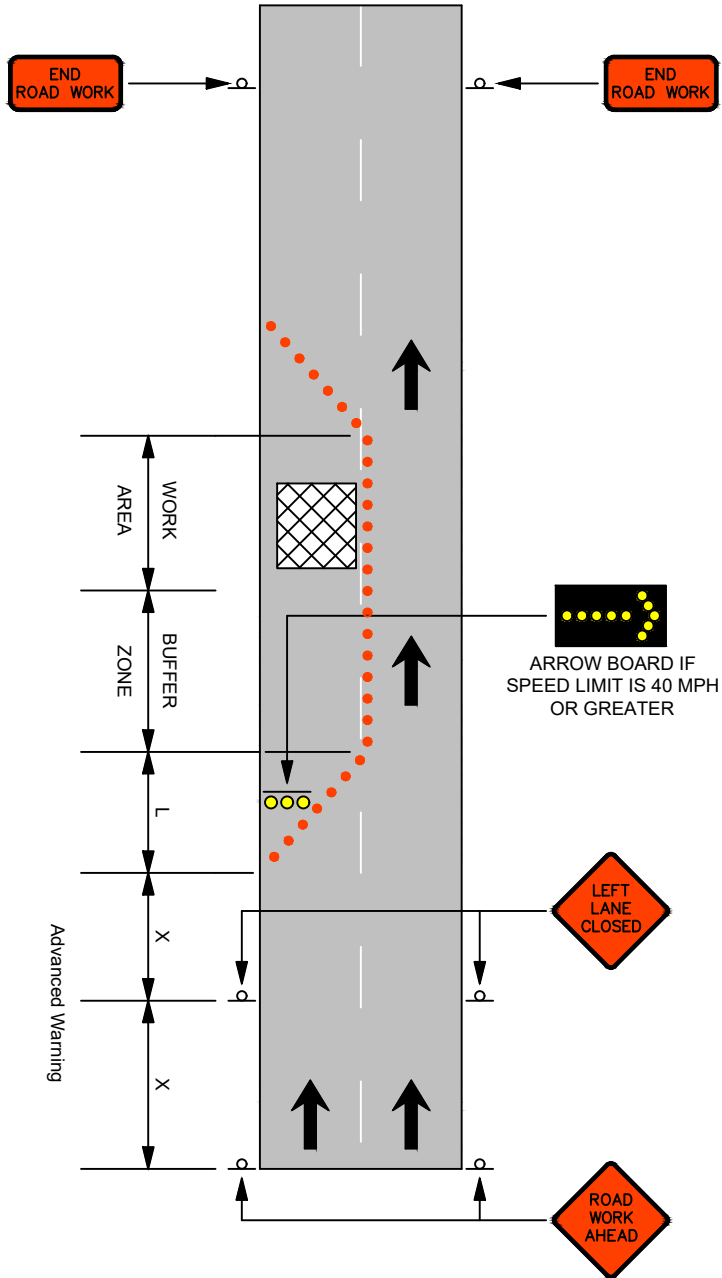 END
ROAD WORK
END
ROAD WORK
WORK
AREA
BUFFER
ZONE
ARROW BOARD IF
SPEED LIMIT IS 40 MPH
OR GREATER
L
X
LEFT
LANE
CLOSED
Advanced Warning
X
ROAD
WORK
AHEAD